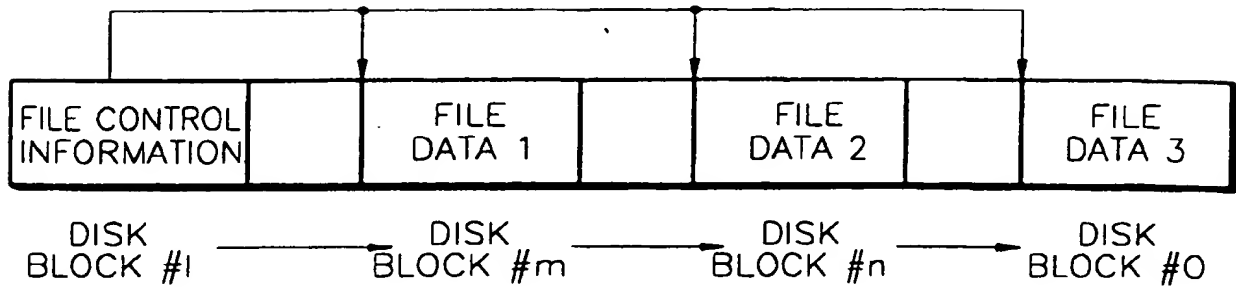 FILE CONTROL
INFORMATION
FILE
DATA 1
FILE
DATA 2
FILE
DATA 3
DISK
BLOCK #l
DISK
BLOCK #m
DISK
BLOCK #n
DISK
BLOCK #O